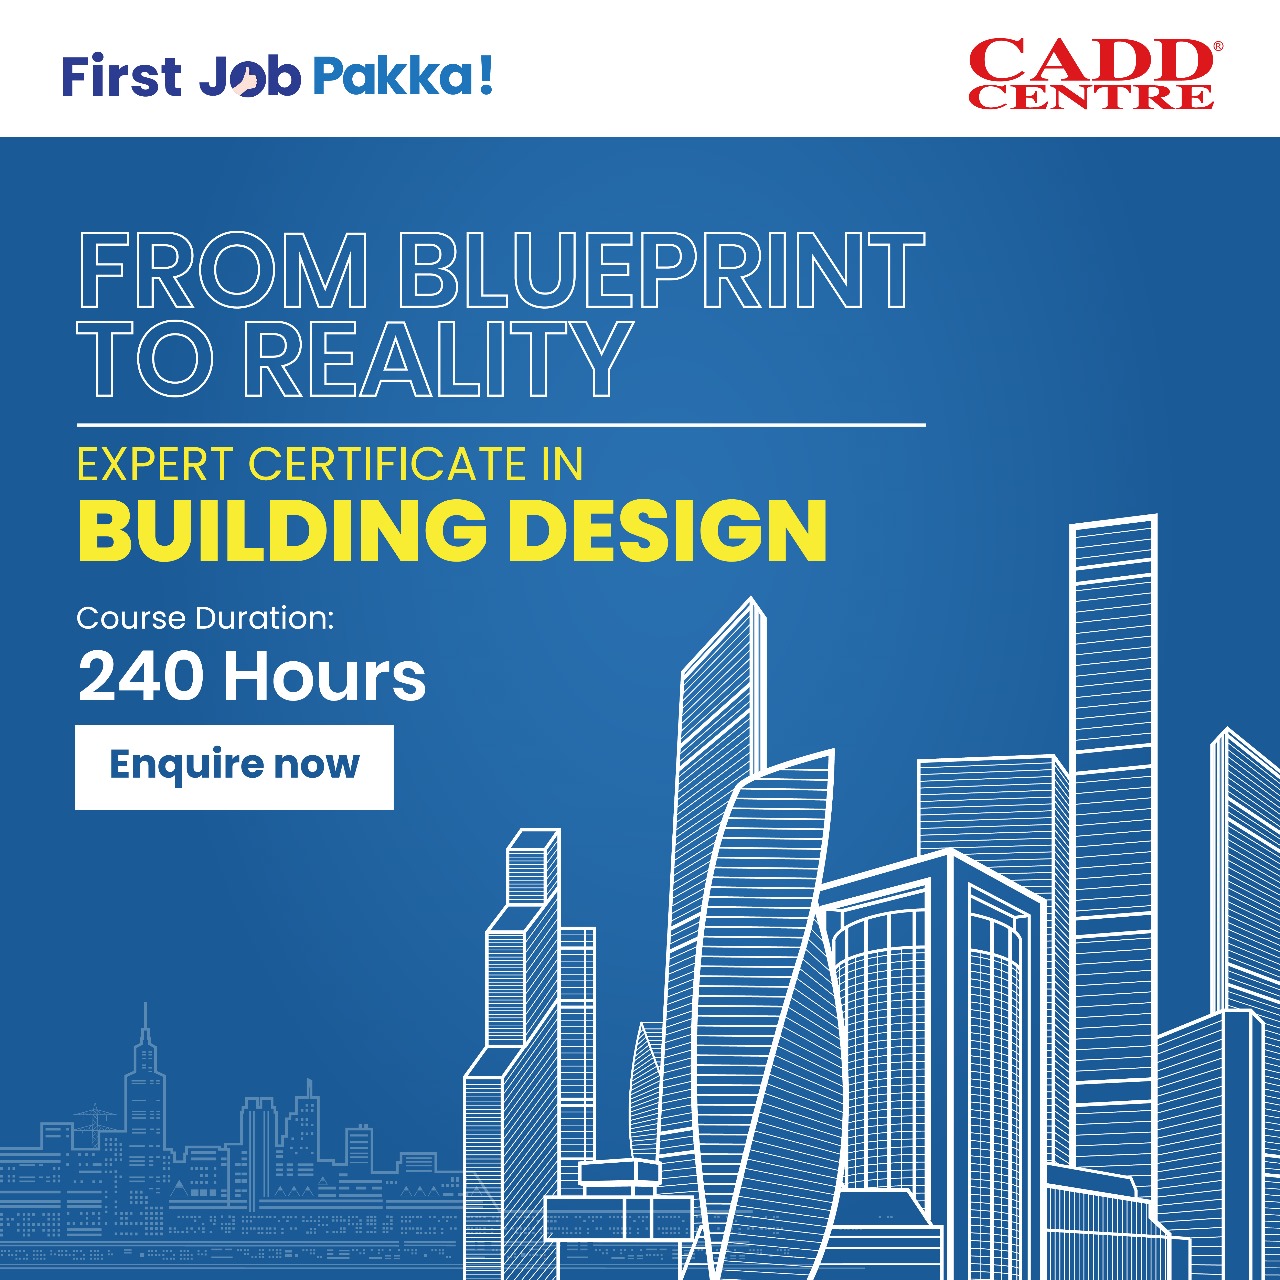 First Job Pakka!
CADD®
CENTRE
FROM BLUEPRINT
TO REALITY
EXPERT CERTIFICATE IN
BUILDING DESIGN
Course Duration:
240 Hours
Enquire now